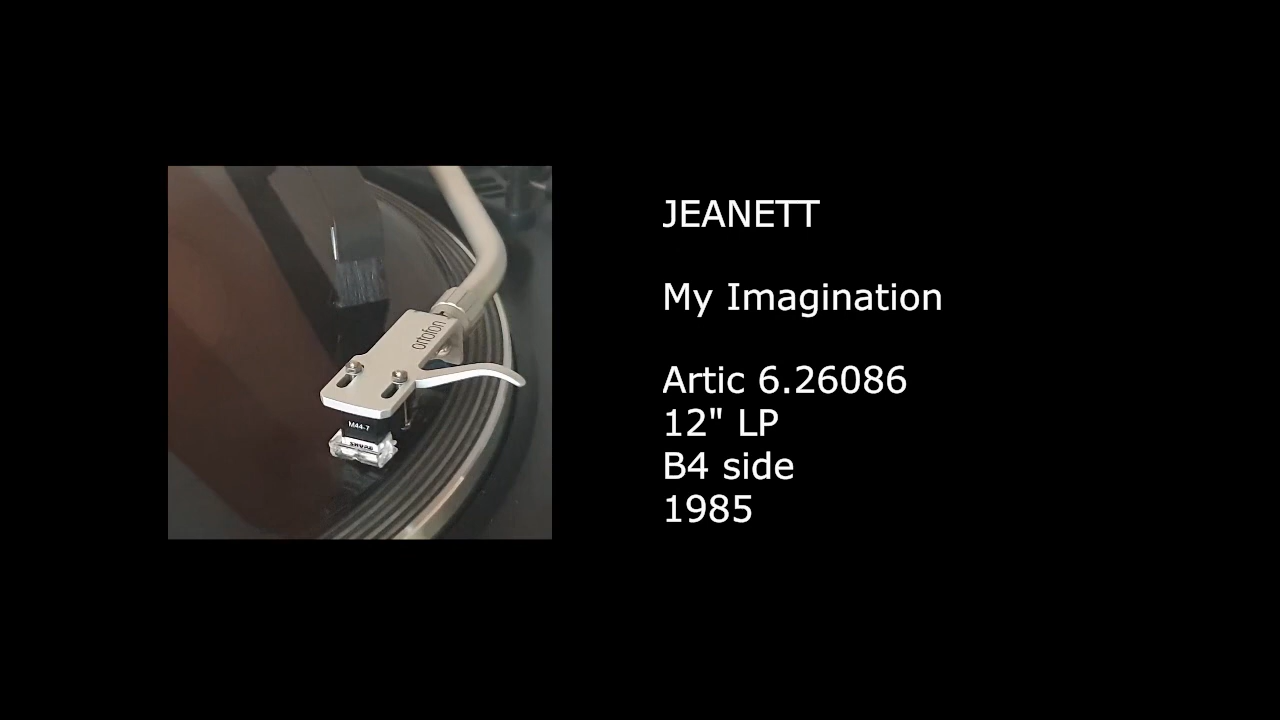 ortofon
M44-7
SHURE
JEANETT
My Imagination
Artic 6.26086
12" LP
B4 side
1985